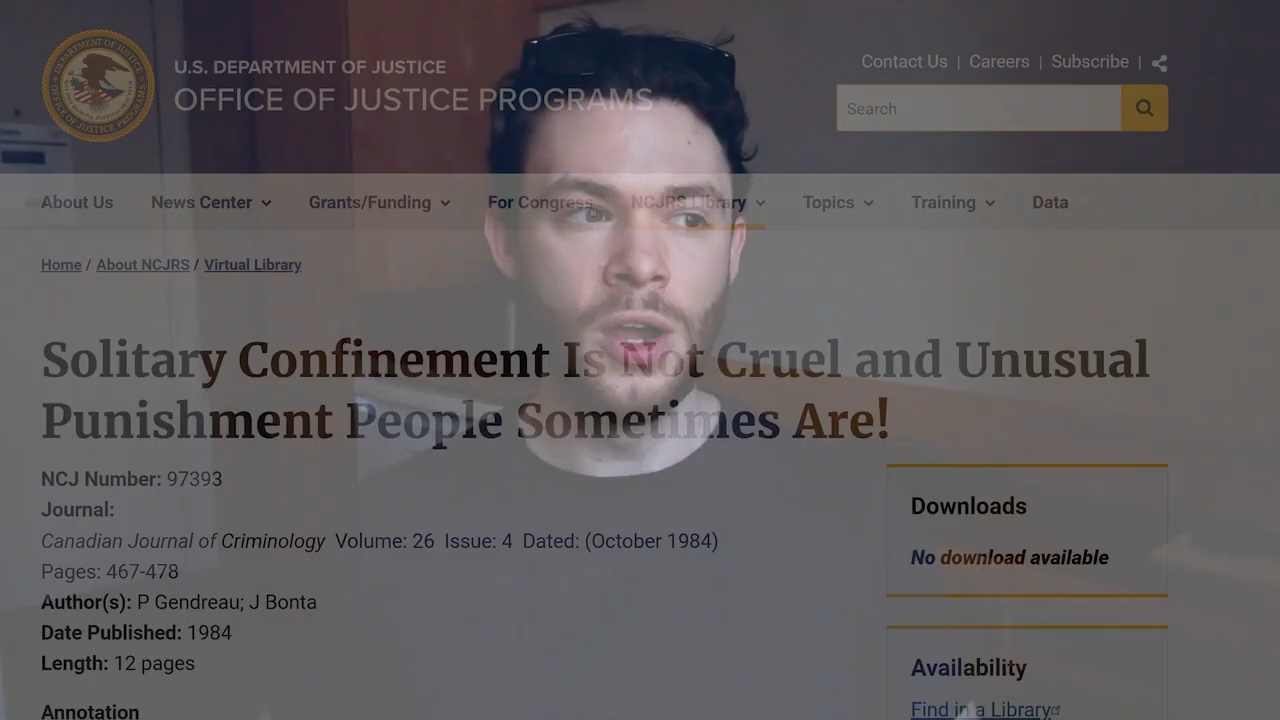 U.S. DEPARTMENT OF JUSTICE
OFFICE OF JUSTICE PROGRAMS
Contact Us | Careers | Subscribe |
Search
About Us News Center Grants/Funding For Congress NCJRS Library Topics Training Data
Home / About NCJRS / Virtual Library
Solitary Confinement Is Not Cruel and Unusual
Punishment People Sometimes Are!
NCJ Number: 97393
Journal:
Canadian Journal of Criminology Volume: 26 Issue: 4 Dated: (October 1984)
Pages: 467-478
Author(s): P Gendreau; J Bonta
Date Published: 1984
Length: 12 pages
Annotation
Downloads
No download available
Availability
Find in a Library